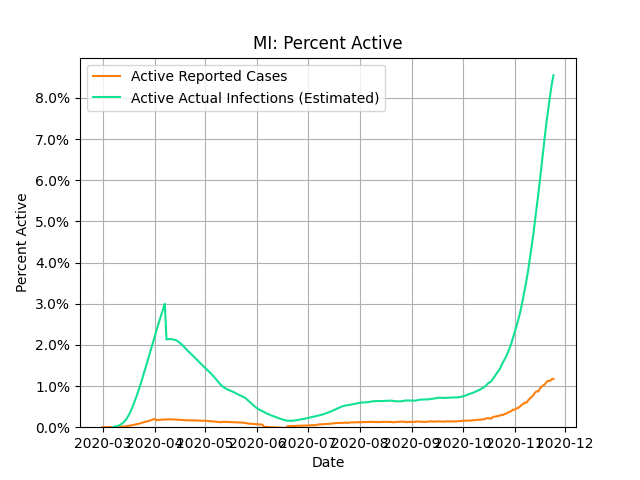 MI: Percent Active
Active Reported Cases
Active Actual Infections (Estimated)
Percent Active
8.0%
7.0%
6.0%
5.0%
4.0%
3.0%
2.0%
1.0%
0.0%
2020-03 2020-04 2020-05 2020-06 2020-07 2020-08 2020-09 2020-10 2020-11 2020-12
Date